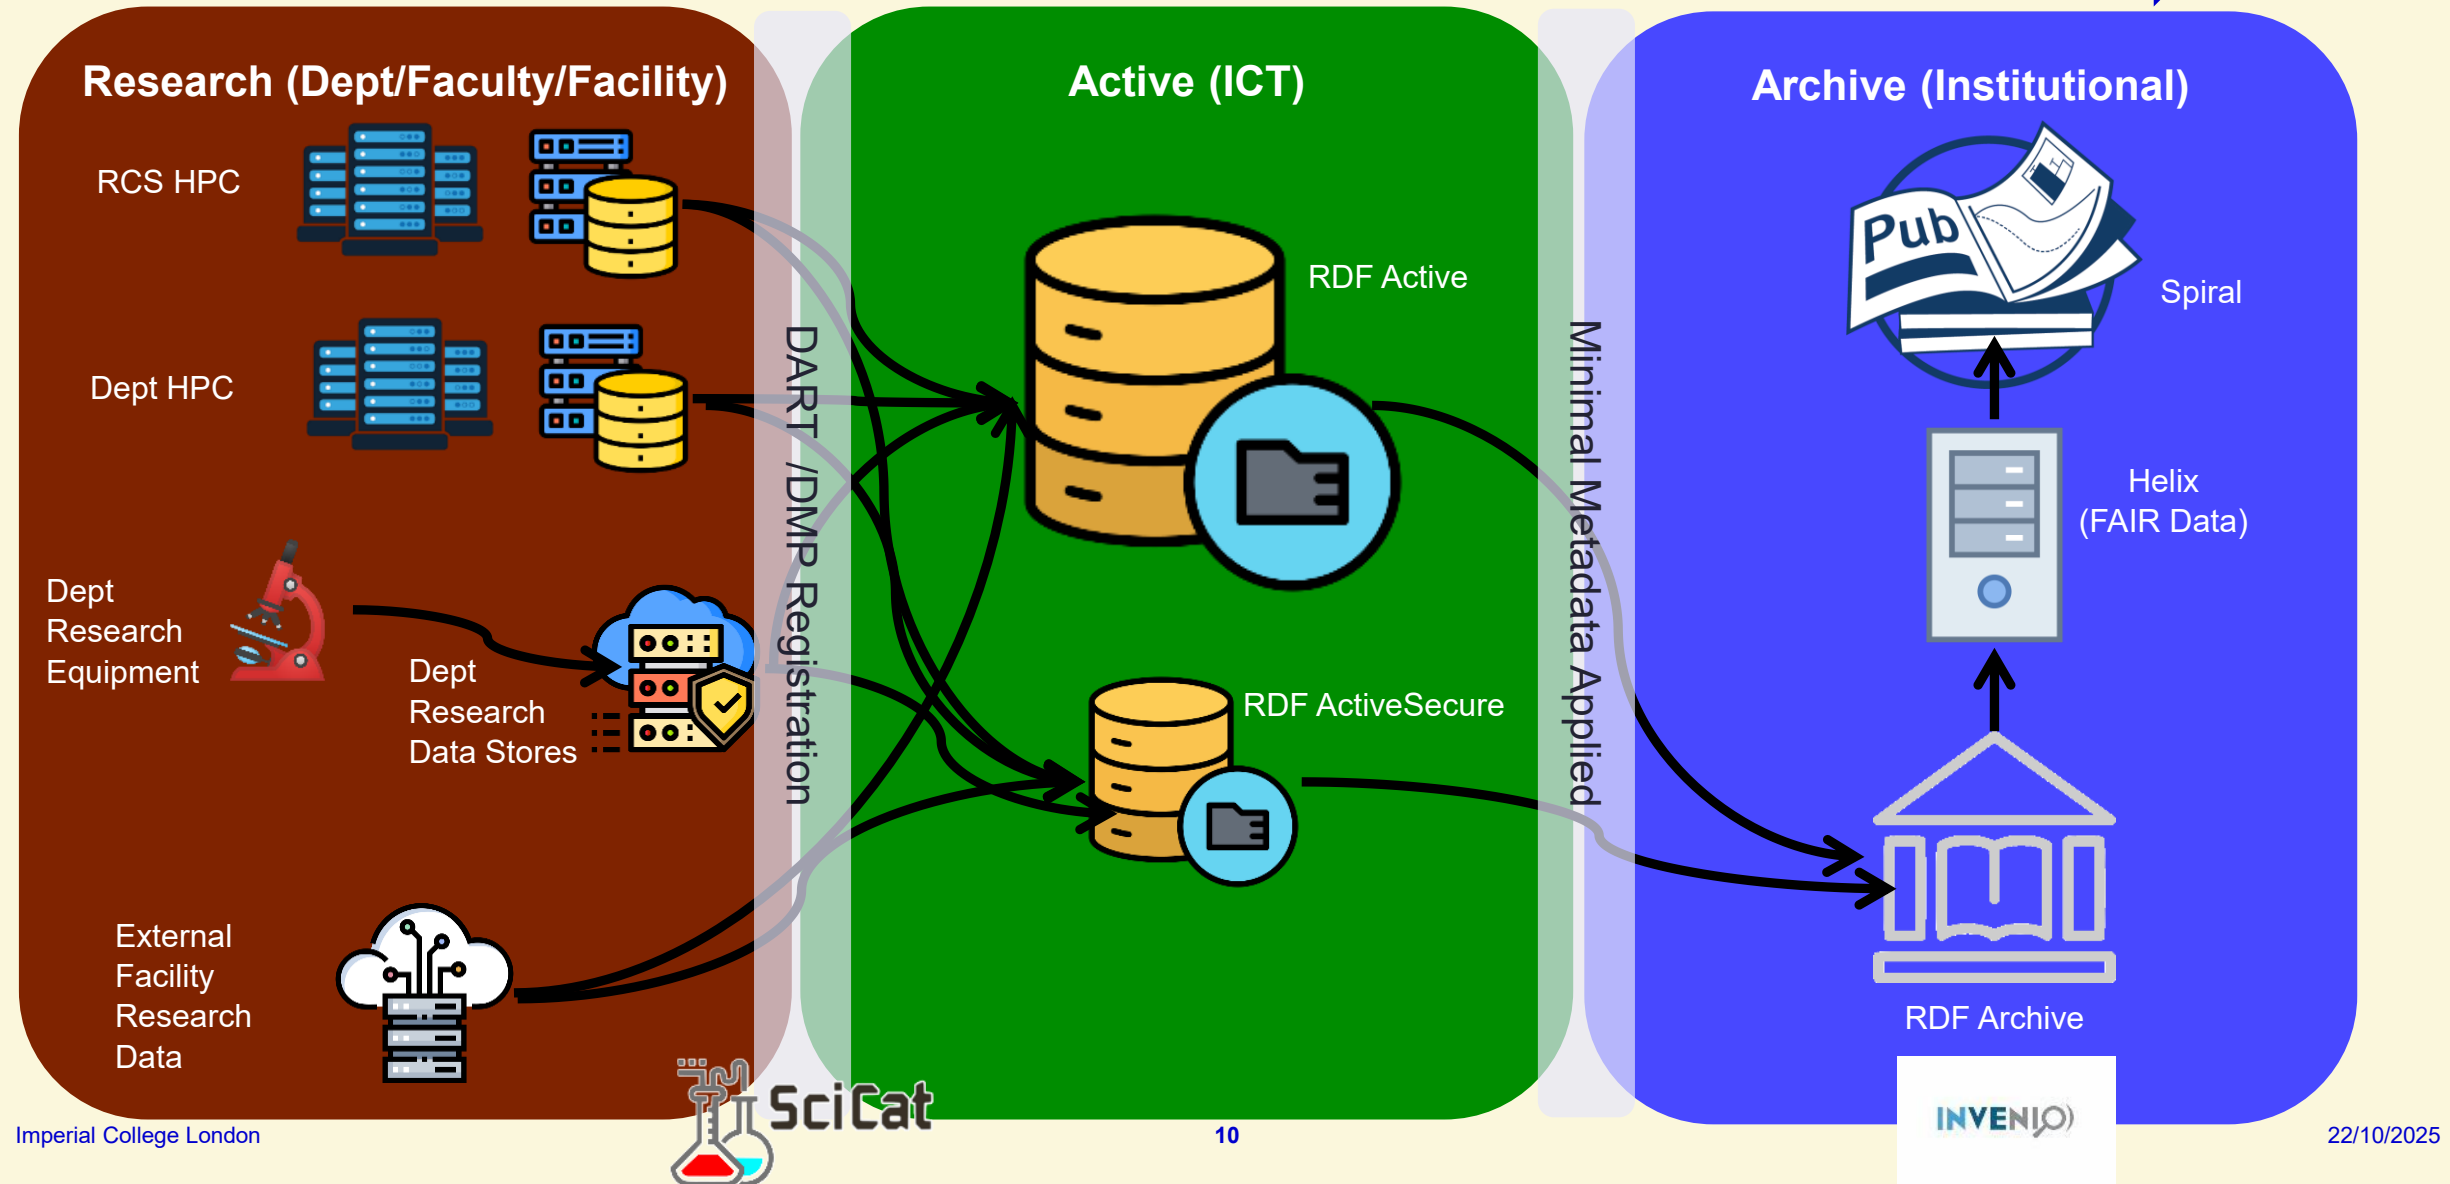 Research (Dept/Faculty/Facility)
RCS HPC
Dept HPC
Dept
Research
Equipment
Dept
Research
Data Stores
External
Facility
Research
Data
DART /DMP Registration
SciCat
Active (ICT)
RDF Active
RDF ActiveSecure
Minimal Metadata Applied
Archive (Institutional)
Pub
Spiral
Helix
(FAIR Data)
RDF Archive
INVENIO
Imperial College London
10
22/10/2025